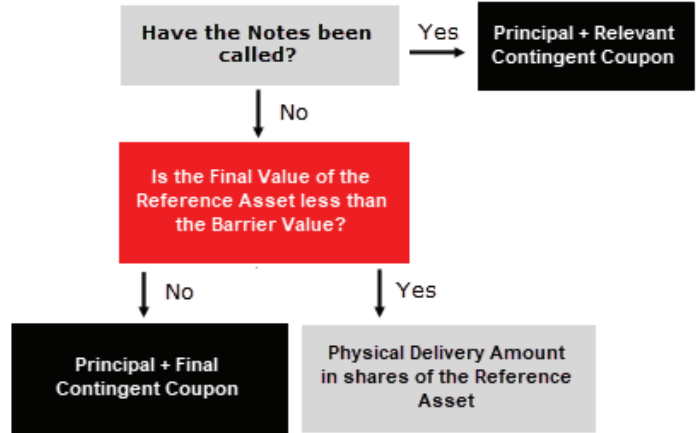 Have the Notes been
called?
Yes
Principal + Relevant
Contingent Coupon
No
Is the Final Value of the
Reference Asset less than
the Barrier Value?
No
Yes
Principal + Final
Contingent Coupon
Physical Delivery Amount
in shares of the Reference
Asset